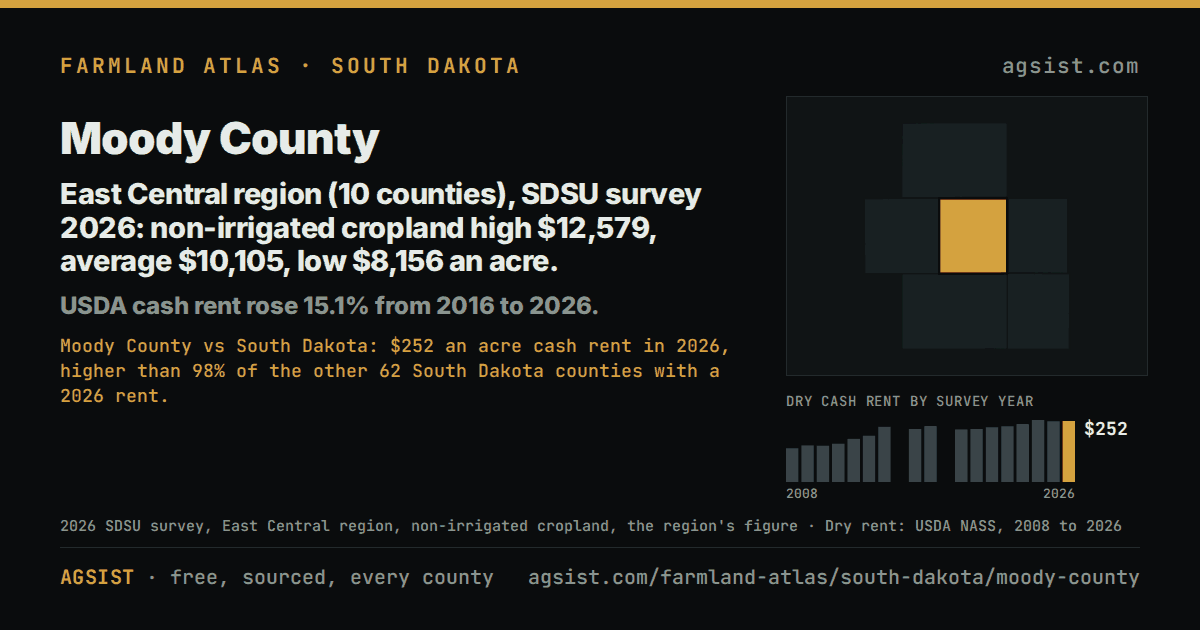 FARMLAND ATLAS · SOUTH DAKOTA
agsist.com
Moody County
East Central region (10 counties), SDSU survey
2026: non-irrigated cropland high $12,579,
average $10,105, low $8,156 an acre.
USDA cash rent rose 15.1% from 2016 to 2026.
Moody County vs South Dakota: $252 an acre cash rent in 2026,
higher than 98% of the other 62 South Dakota counties with a
2026 rent.
DRY CASH RENT BY SURVEY YEAR
$252
2008
2026
2026 SDSU survey, East Central region, non-irrigated cropland, the region's figure · Dry rent: USDA NASS, 2008 to 2026
AGSIST · free, sourced, every county
agsist.com/farmland-atlas/south-dakota/moody-county